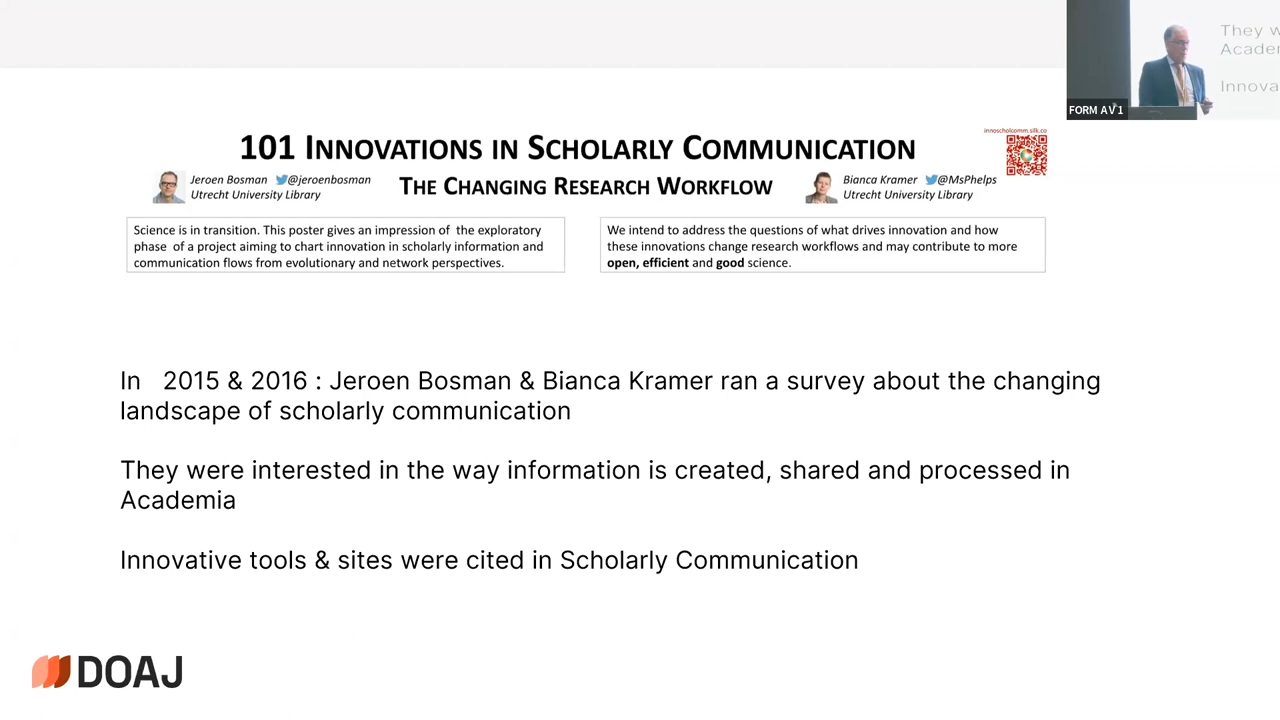 They w
Academ
Innova
FORM AV 1
innoscholcomm.silk.co
101 INNOVATIONS IN SCHOLARLY COMMUNICATION
Jeroen Bosman @jeroenbosman
Utrecht University Library
THE CHANGING RESEARCH WORKFLOW
Bianca Kramer @MsPhelps
Utrecht University Library
Science is in transition. This poster gives an impression of the exploratory
phase of a project aiming to chart innovation in scholarly information and
communication flows from evolutionary and network perspectives.
We intend to address the questions of what drives innovation and how
these innovations change research workflows and may contribute to more
open, efficient and good science.
In 2015 & 2016 : Jeroen Bosman & Bianca Kramer ran a survey about the changing
landscape of scholarly communication
They were interested in the way information is created, shared and processed in
Academia
Innovative tools & sites were cited in Scholarly Communication
DOAJ